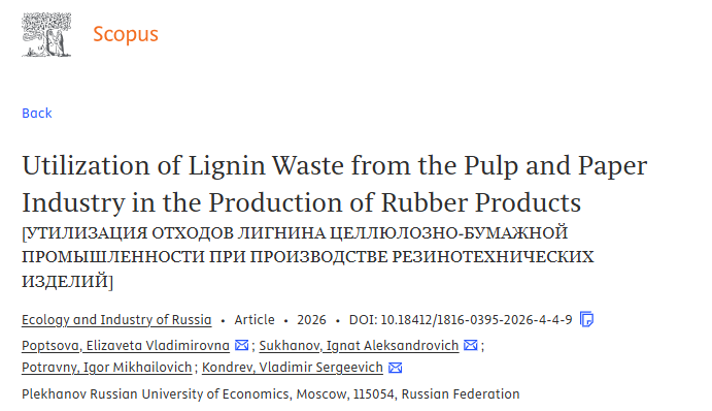 Scopus
Back
Utilization of Lignin Waste from the Pulp and Paper
Industry in the Production of Rubber Products
[УТИЛИЗАЦИЯ ОТХОДОВ ЛИГНИНА ЦЕЛЛЮЛОЗНО-БУМАЖНОЙ
ПРОМЫШЛЕННОСТИ ПРИ ПРОИЗВОДСТВЕ РЕЗИНОТЕХНИЧЕСКИХ
ИЗДЕЛИЙ]
Ecology and Industry of Russia • Article • 2026 • DOI: 10.18412/1816-0395-2026-4-4-9
Poptsova, Elizaveta Vladimirovna ; Sukhanov, Ignat Aleksandrovich ;
Potravny, Igor Mikhailovich ; Kondrev, Vladimir Sergeevich
Plekhanov Russian University of Economics, Moscow, 115054, Russian Federation